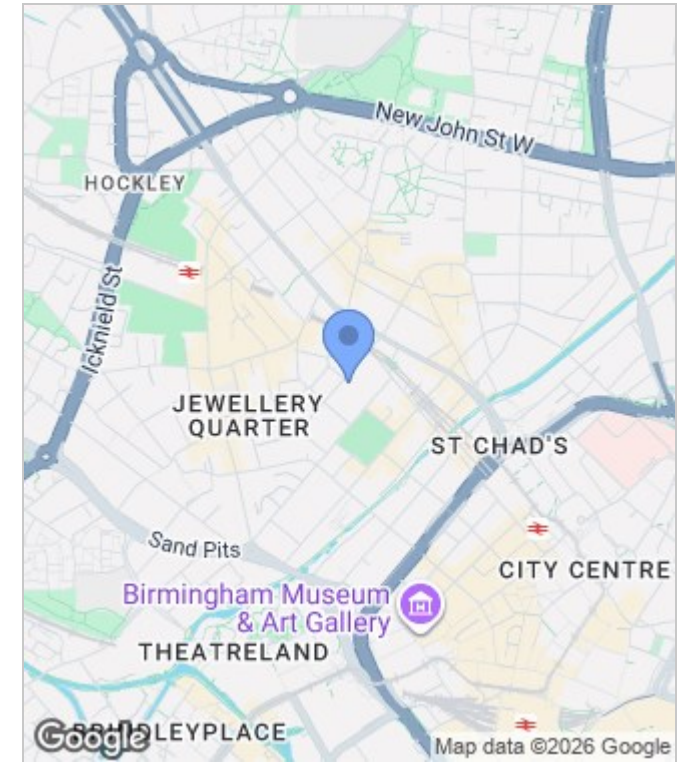 New John St W
HOCKLEY
Icknield St
JEWELLERY
QUARTER
ST CHAD'S
Sand Pits
CITY CENTRE
Birmingham Museum
& Art Gallery
THEATRELAND
Google
Map data ©2026 Google